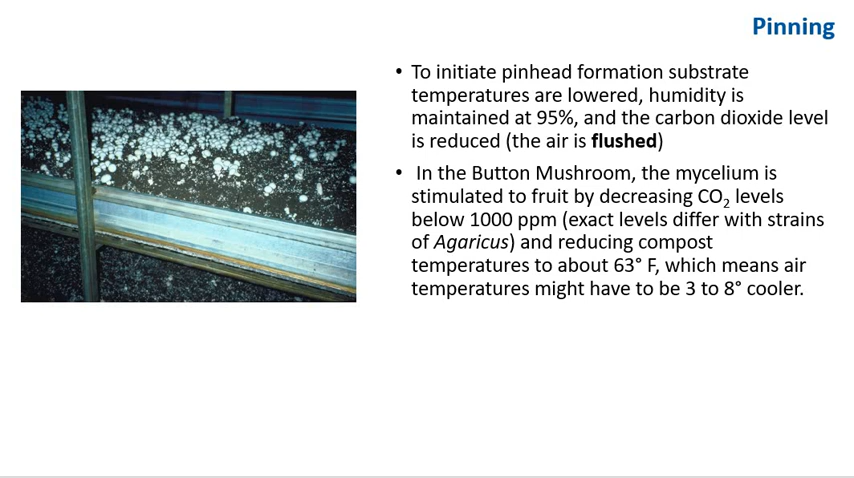 Pinning
• To initiate pinhead formation substrate
temperatures are lowered, humidity is
maintained at 95%, and the carbon dioxide level
is reduced (the air is flushed)
• In the Button Mushroom, the mycelium is
stimulated to fruit by decreasing CO₂ levels
below 1000 ppm (exact levels differ with strains
of Agaricus) and reducing compost
temperatures to about 63° F, which means air
temperatures might have to be 3 to 8° cooler.